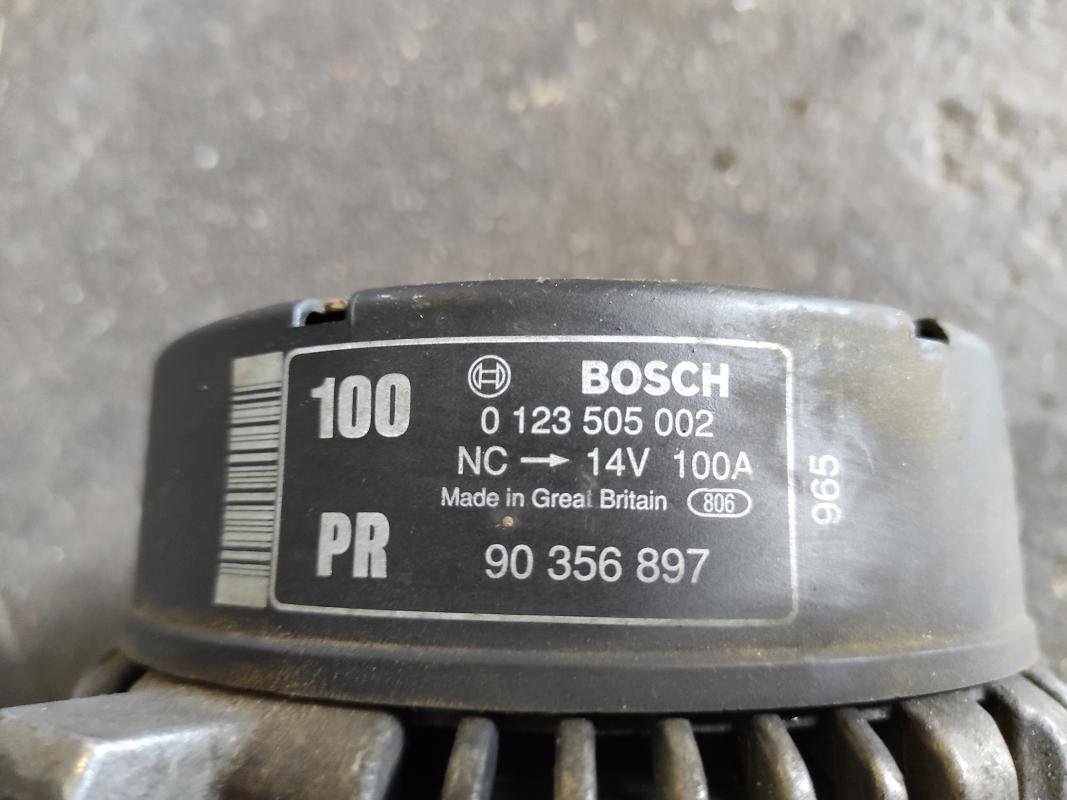 100
BOSCH
0 123 505 002
NC → 14V 100A
Made in Great Britain 806
PR
90 356 897
965